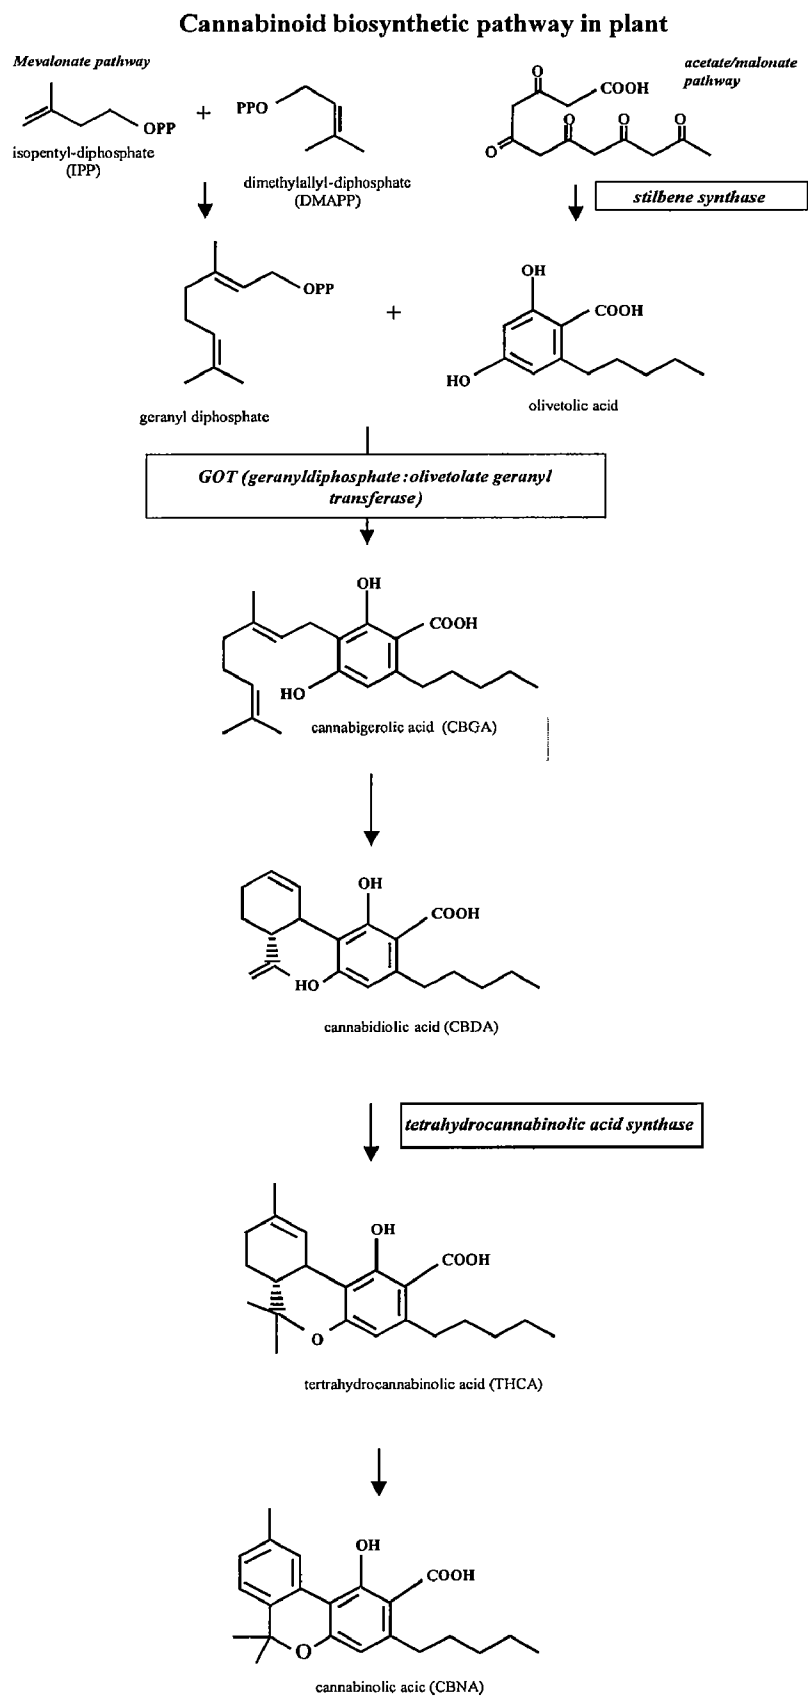 Cannabinoid biosynthetic pathway in plant
Mevalonate pathway
acetate/malonate
pathway
OPP
isopentyl-diphosphate
(IPP)
+
PPO
dimethylallyl-diphosphate
(DMAPP)
O
COOH
O
O
O
O
stilbene synthase
OPP
geranyl diphosphate
+
OH
COOH
HO
olivetolic acid
GOT (geranyldiphosphate:olivetolate geranyl
transferase)
OH
COOH
HO
cannabigerolic acid (CBGA)
OH
COOH
HO
cannabidiolic acid (CBDA)
tetrahydrocannabinolic acid synthase
OH
COOH
O
tertrahydrocannabinolic acid (THCA)
OH
COOH
O
cannabinolic acic (CBNA)